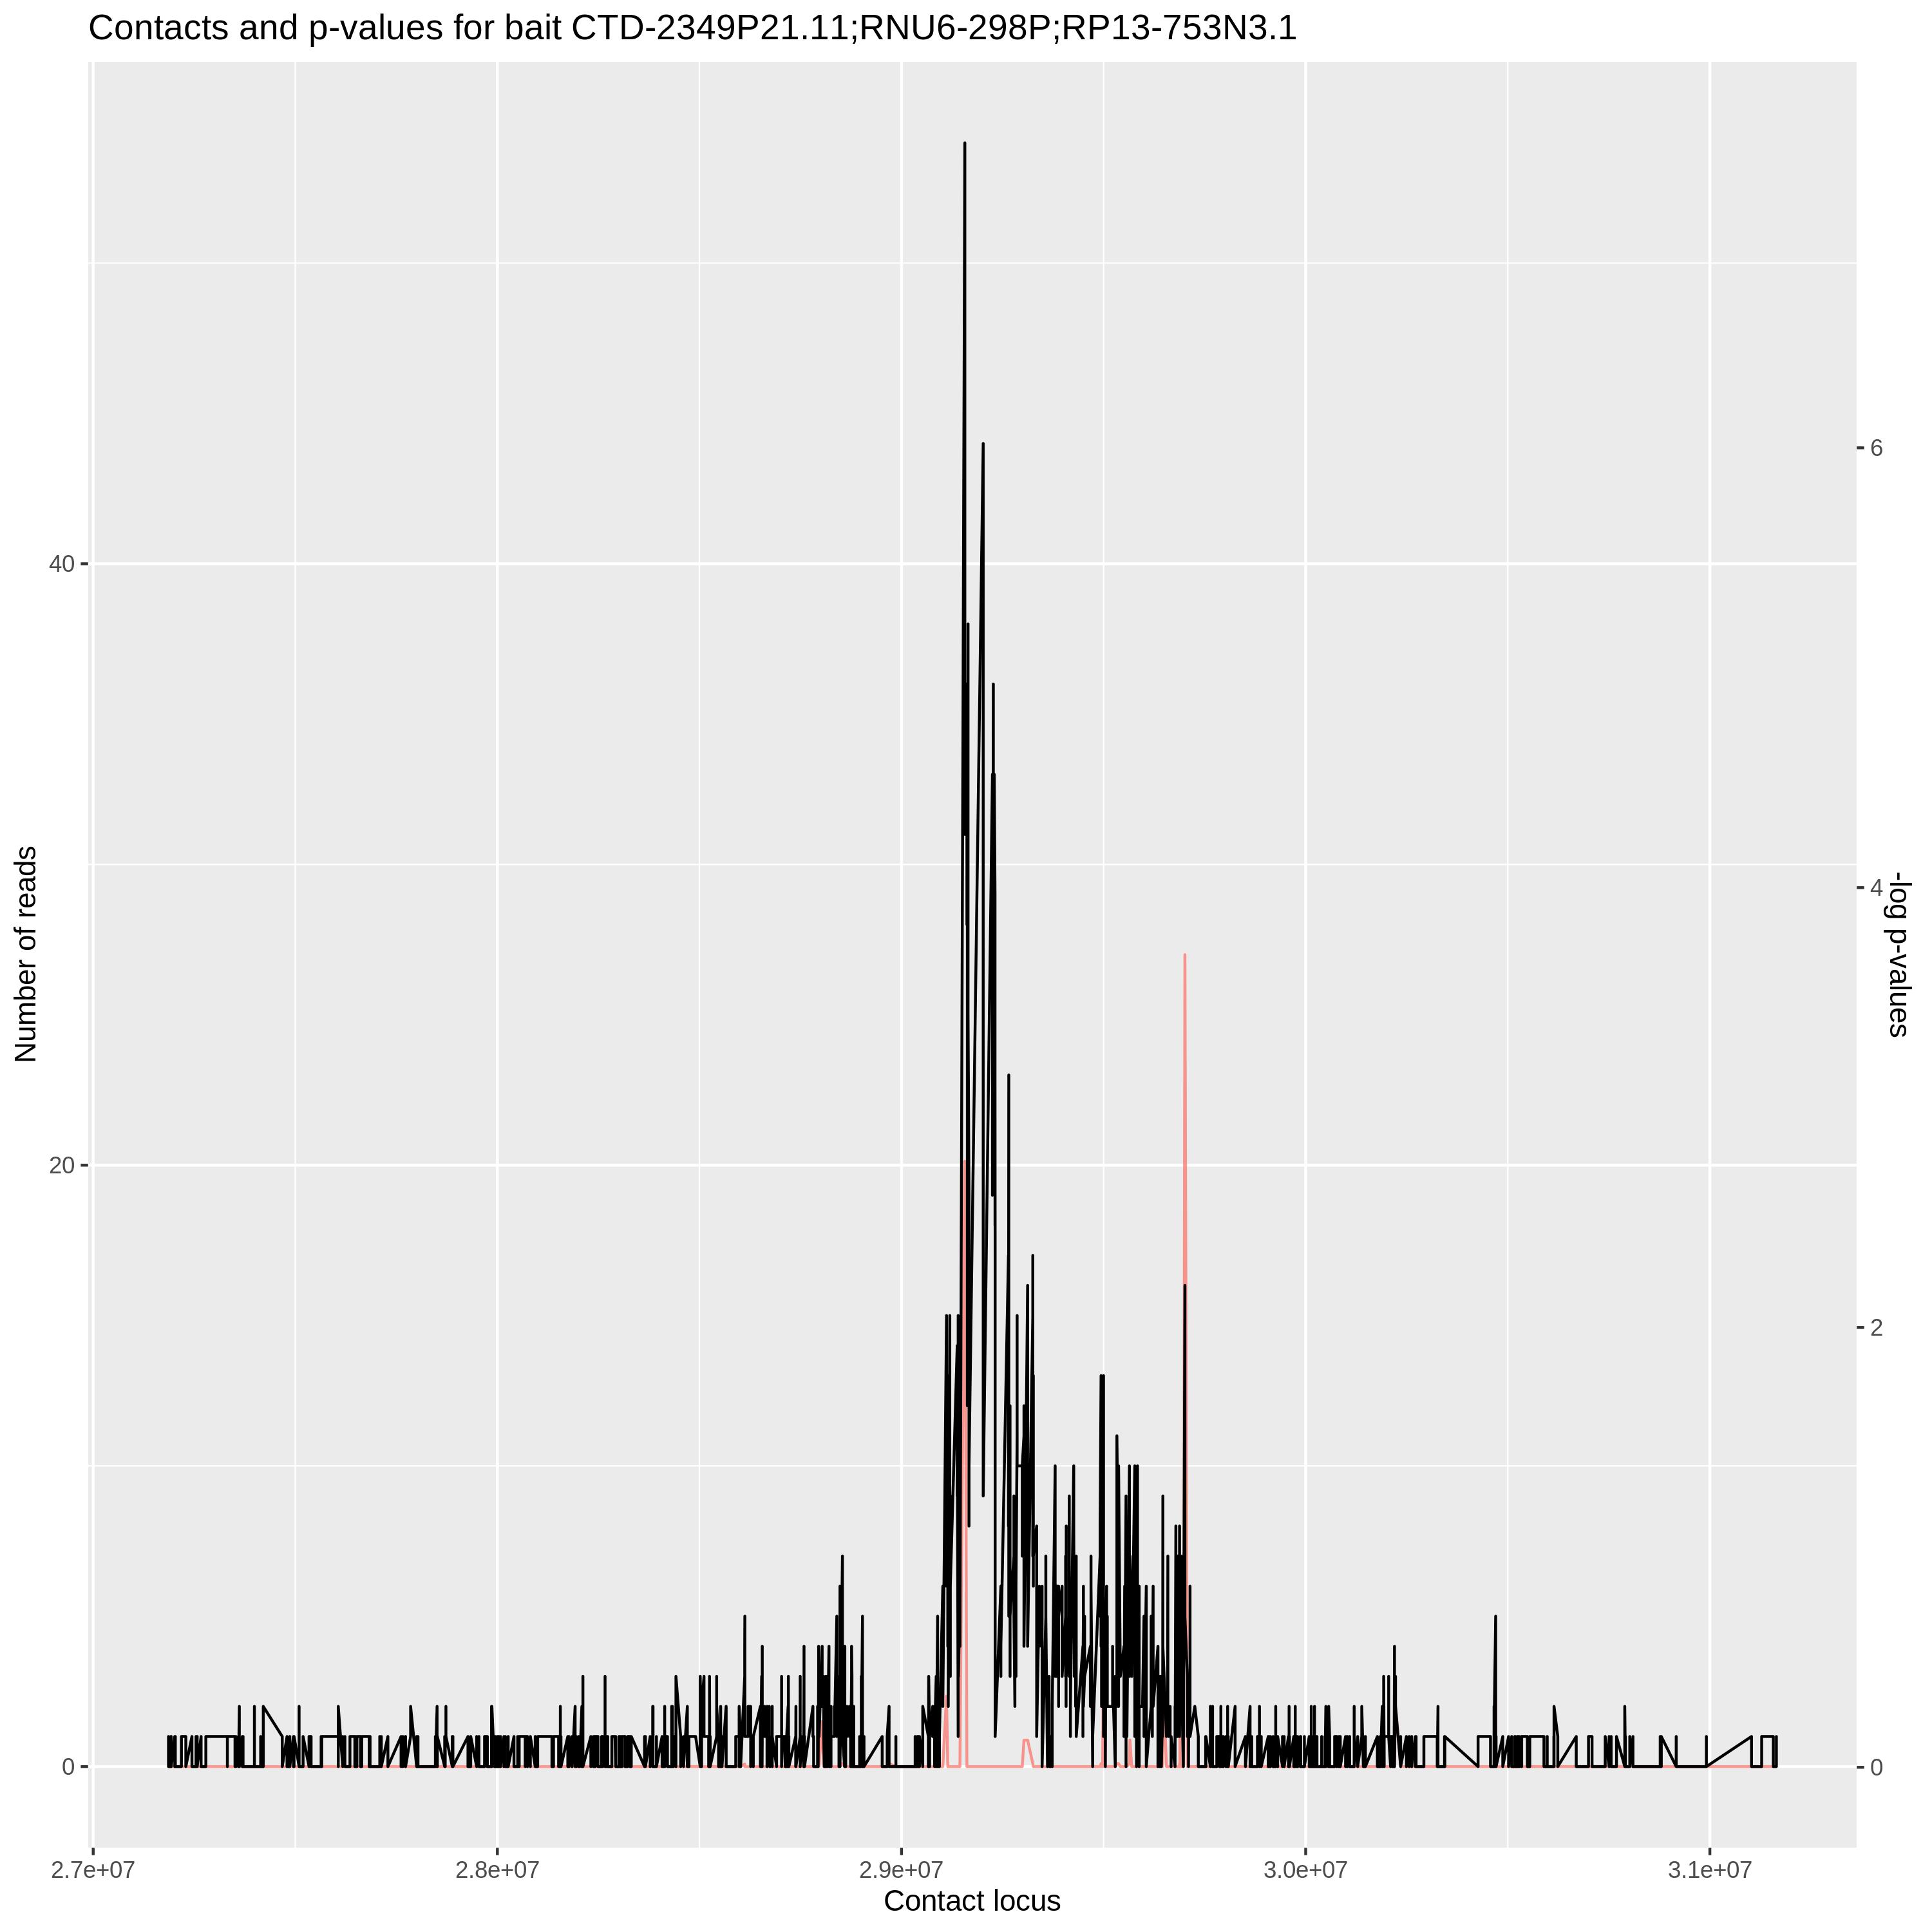 Contacts and p-values for bait CTD-2349P21.11;RNU6-298P;RP13-753N3.1
Number of reads
40
20
0
6
4
2
0
-log p-values
2.7e+07
2.8e+07
2.9e+07
3.0e+07
3.1e+07
Contact locus